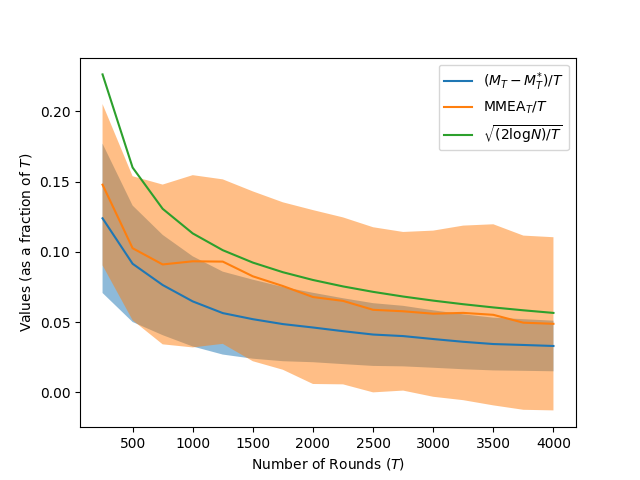 (M_T − M_T^*)/T
MMEA_T/T
√(2logN)/T
0.20
0.15
0.10
0.05
0.00
Values (as a fraction of T)
500 1000 1500 2000 2500 3000 3500 4000
Number of Rounds (T)